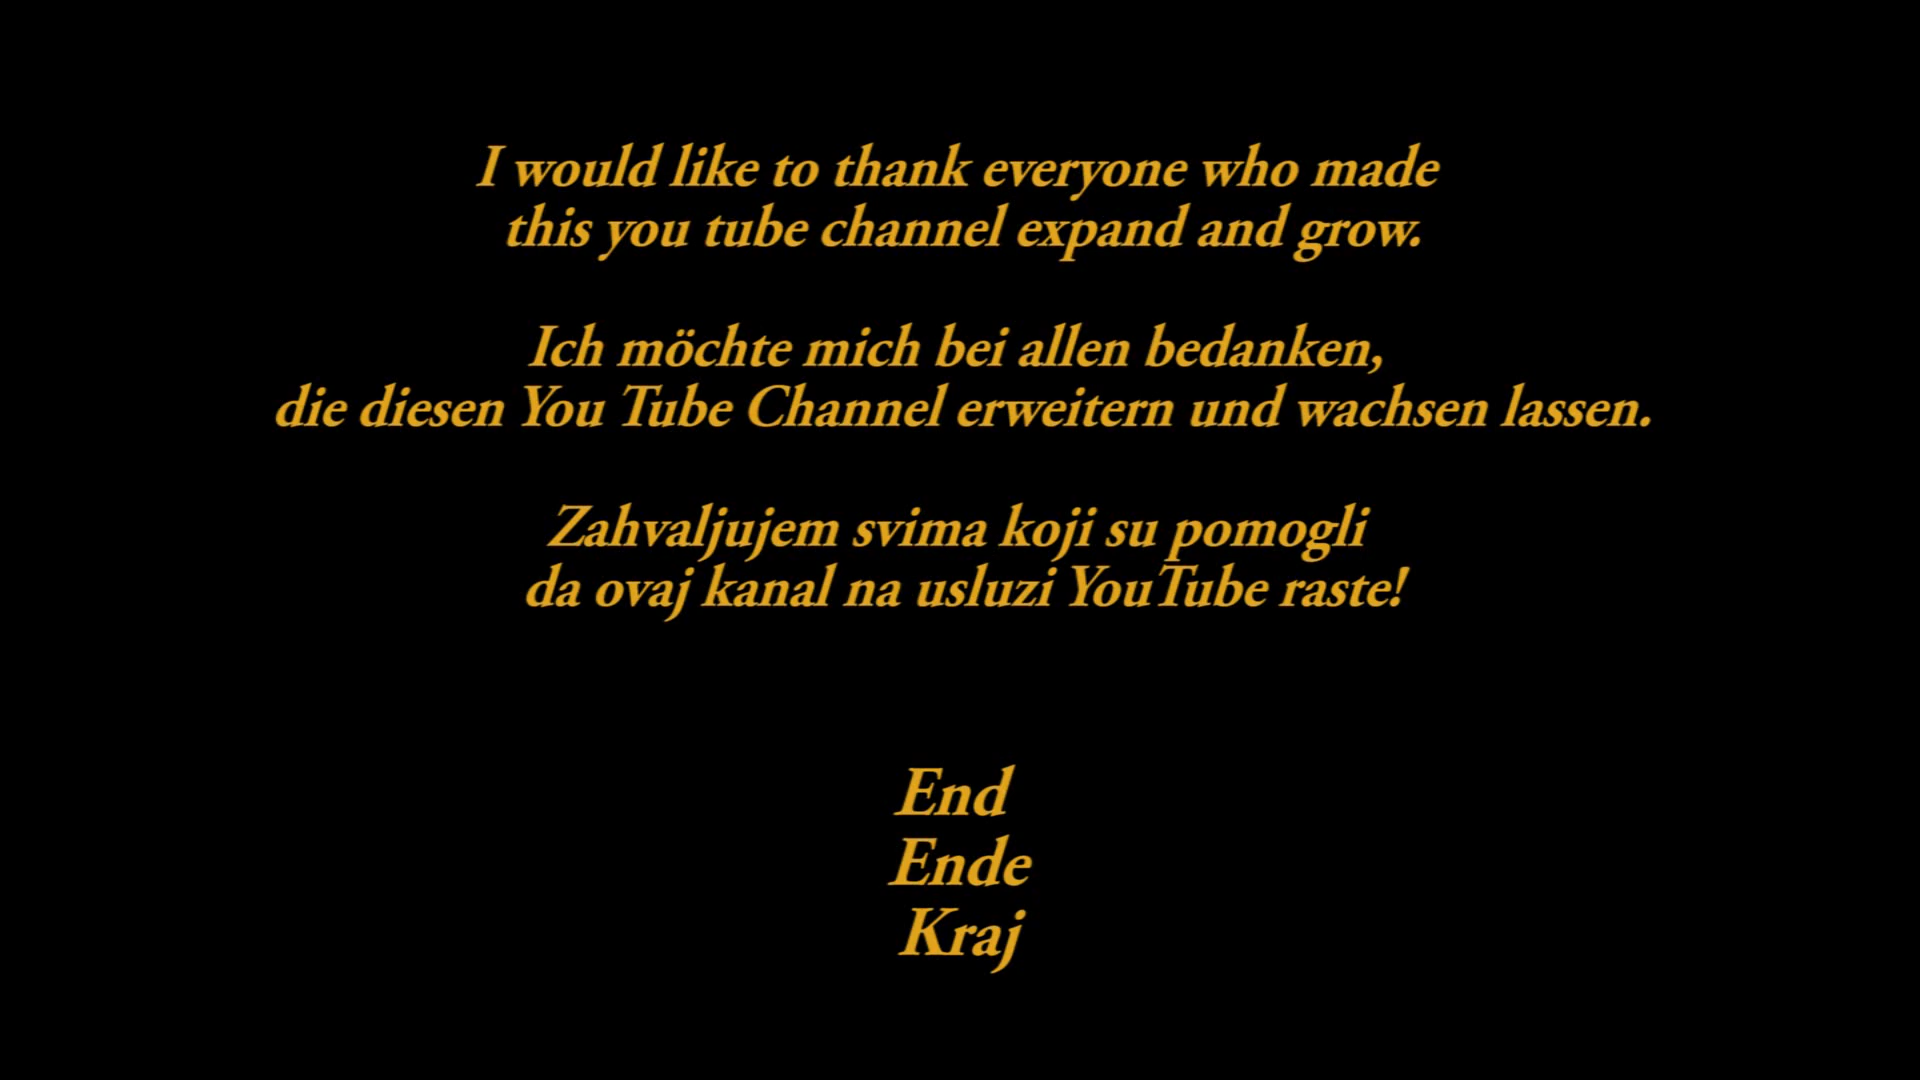 I would like to thank everyone who made
this you tube channel expand and grow.
Ich möchte mich bei allen bedanken,
die diesen You Tube Channel erweitern und wachsen lassen.
Zahvaljujem svima koji su pomogli
da ovaj kanal na usluzi YouTube raste!
End
Ende
Kraj